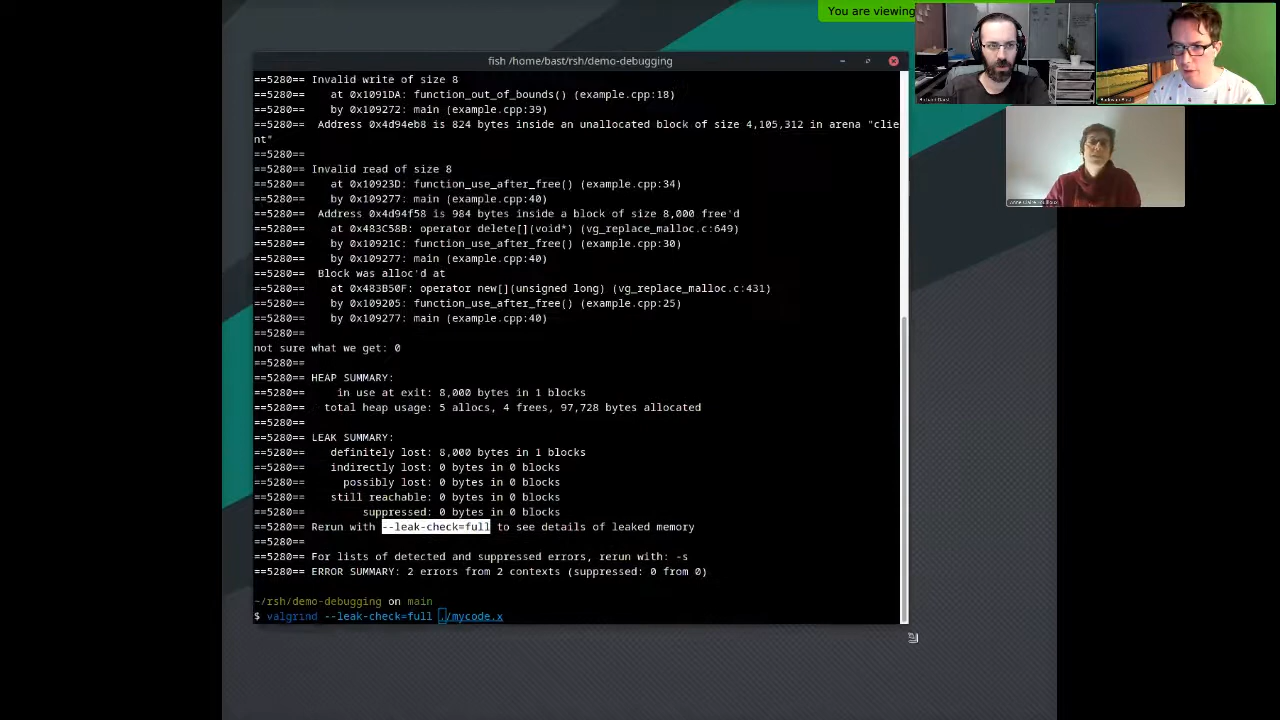 You are viewing
fish /home/bast/rsh/demo-debugging
==5280== Invalid write of size 8
==5280==    at 0x1091DA: function_out_of_bounds() (example.cpp:18)
==5280==    by 0x109272: main (example.cpp:39)
==5280==  Address 0x4d94eb8 is 824 bytes inside an unallocated block of size 4,105,312 in arena "clie
nt"
==5280==
==5280== Invalid read of size 8
==5280==    at 0x10923D: function_use_after_free() (example.cpp:34)
==5280==    by 0x109277: main (example.cpp:40)
==5280==  Address 0x4d94f58 is 984 bytes inside a block of size 8,000 free'd
==5280==    at 0x483C58B: operator delete[](void*) (vg_replace_malloc.c:649)
==5280==    by 0x10921C: function_use_after_free() (example.cpp:30)
==5280==    by 0x109277: main (example.cpp:40)
==5280==  Block was alloc'd at
==5280==    at 0x483B50F: operator new[](unsigned long) (vg_replace_malloc.c:431)
==5280==    by 0x109205: function_use_after_free() (example.cpp:25)
==5280==    by 0x109277: main (example.cpp:40)
==5280==
not sure what we get: 0
==5280==
==5280== HEAP SUMMARY:
==5280==     in use at exit: 8,000 bytes in 1 blocks
==5280==   total heap usage: 5 allocs, 4 frees, 97,728 bytes allocated
==5280==
==5280== LEAK SUMMARY:
==5280==    definitely lost: 8,000 bytes in 1 blocks
==5280==    indirectly lost: 0 bytes in 0 blocks
==5280==      possibly lost: 0 bytes in 0 blocks
==5280==    still reachable: 0 bytes in 0 blocks
==5280==         suppressed: 0 bytes in 0 blocks
==5280== Rerun with --leak-check=full to see details of leaked memory
==5280==
==5280== For lists of detected and suppressed errors, rerun with: -s
==5280== ERROR SUMMARY: 2 errors from 2 contexts (suppressed: 0 from 0)
~/rsh/demo-debugging on main
$ valgrind --leak-check=full ./mycode.x
Richard Darst